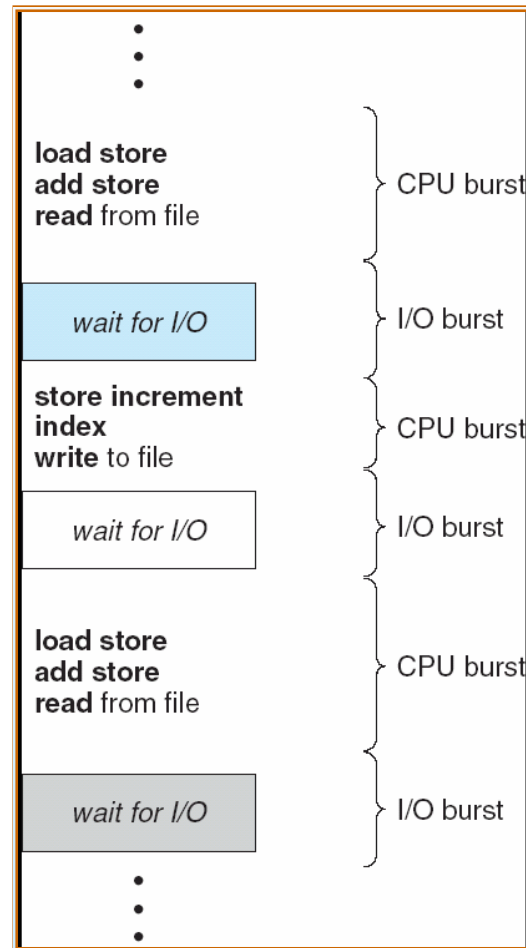 load store
add store
read from file
CPU burst
wait for I/O
I/O burst
store increment
index
write to file
CPU burst
wait for I/O
I/O burst
load store
add store
read from file
CPU burst
wait for I/O
I/O burst